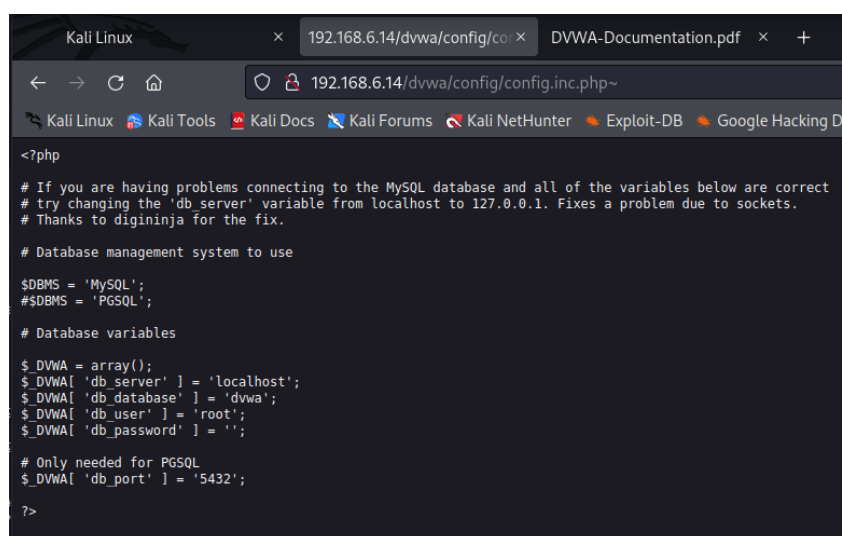 Kali Linux
192.168.6.14/dvwa/config/co
DVWA-Documentation.pdf
192.168.6.14/dvwa/config/config.inc.php~
Kali Linux Kali Tools Kali Docs Kali Forums Kali NetHunter Exploit-DB Google Hacking D
<?php
# If you are having problems connecting to the MySQL database and all of the variables below are correct
# try changing the 'db_server' variable from localhost to 127.0.0.1. Fixes a problem due to sockets.
# Thanks to digininja for the fix.
# Database management system to use
$DBMS = 'MySQL';
#$DBMS = 'PGSQL';
# Database variables
$_DVWA = array();
$_DVWA[ 'db_server' ] = 'localhost';
$_DVWA[ 'db_database' ] = 'dvwa';
$_DVWA[ 'db_user' ] = 'root';
$_DVWA[ 'db_password' ] = '';
# Only needed for PGSQL
$_DVWA[ 'db_port' ] = '5432';
?>